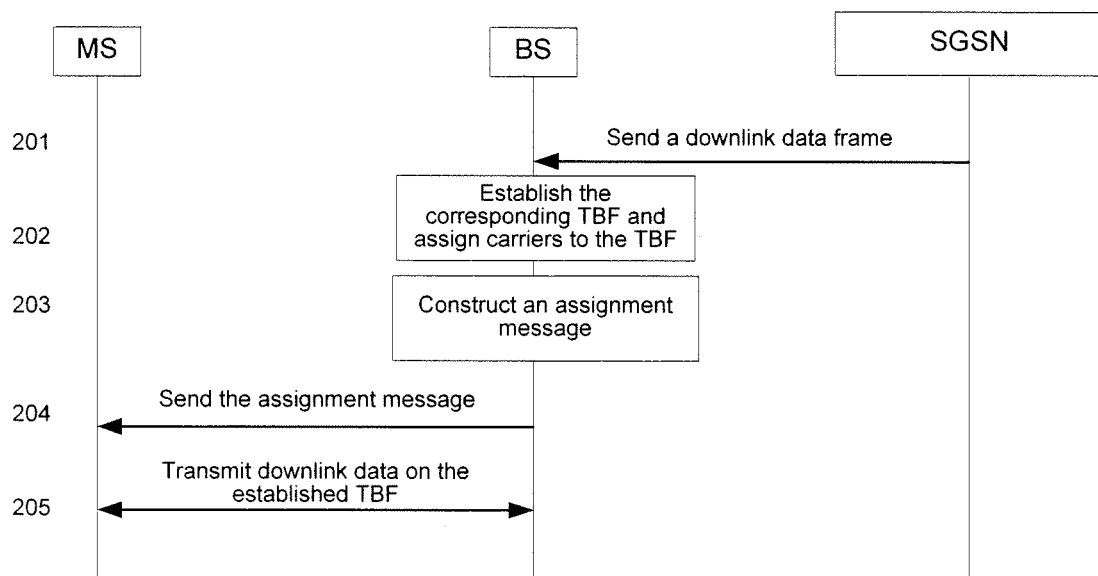 MS
BS
SGSN
201
Send a downlink data frame
202
Establish the
corresponding TBF and
assign carriers to the TBF
203
Construct an assignment
message
204
Send the assignment message
205
Transmit downlink data on the
established TBF